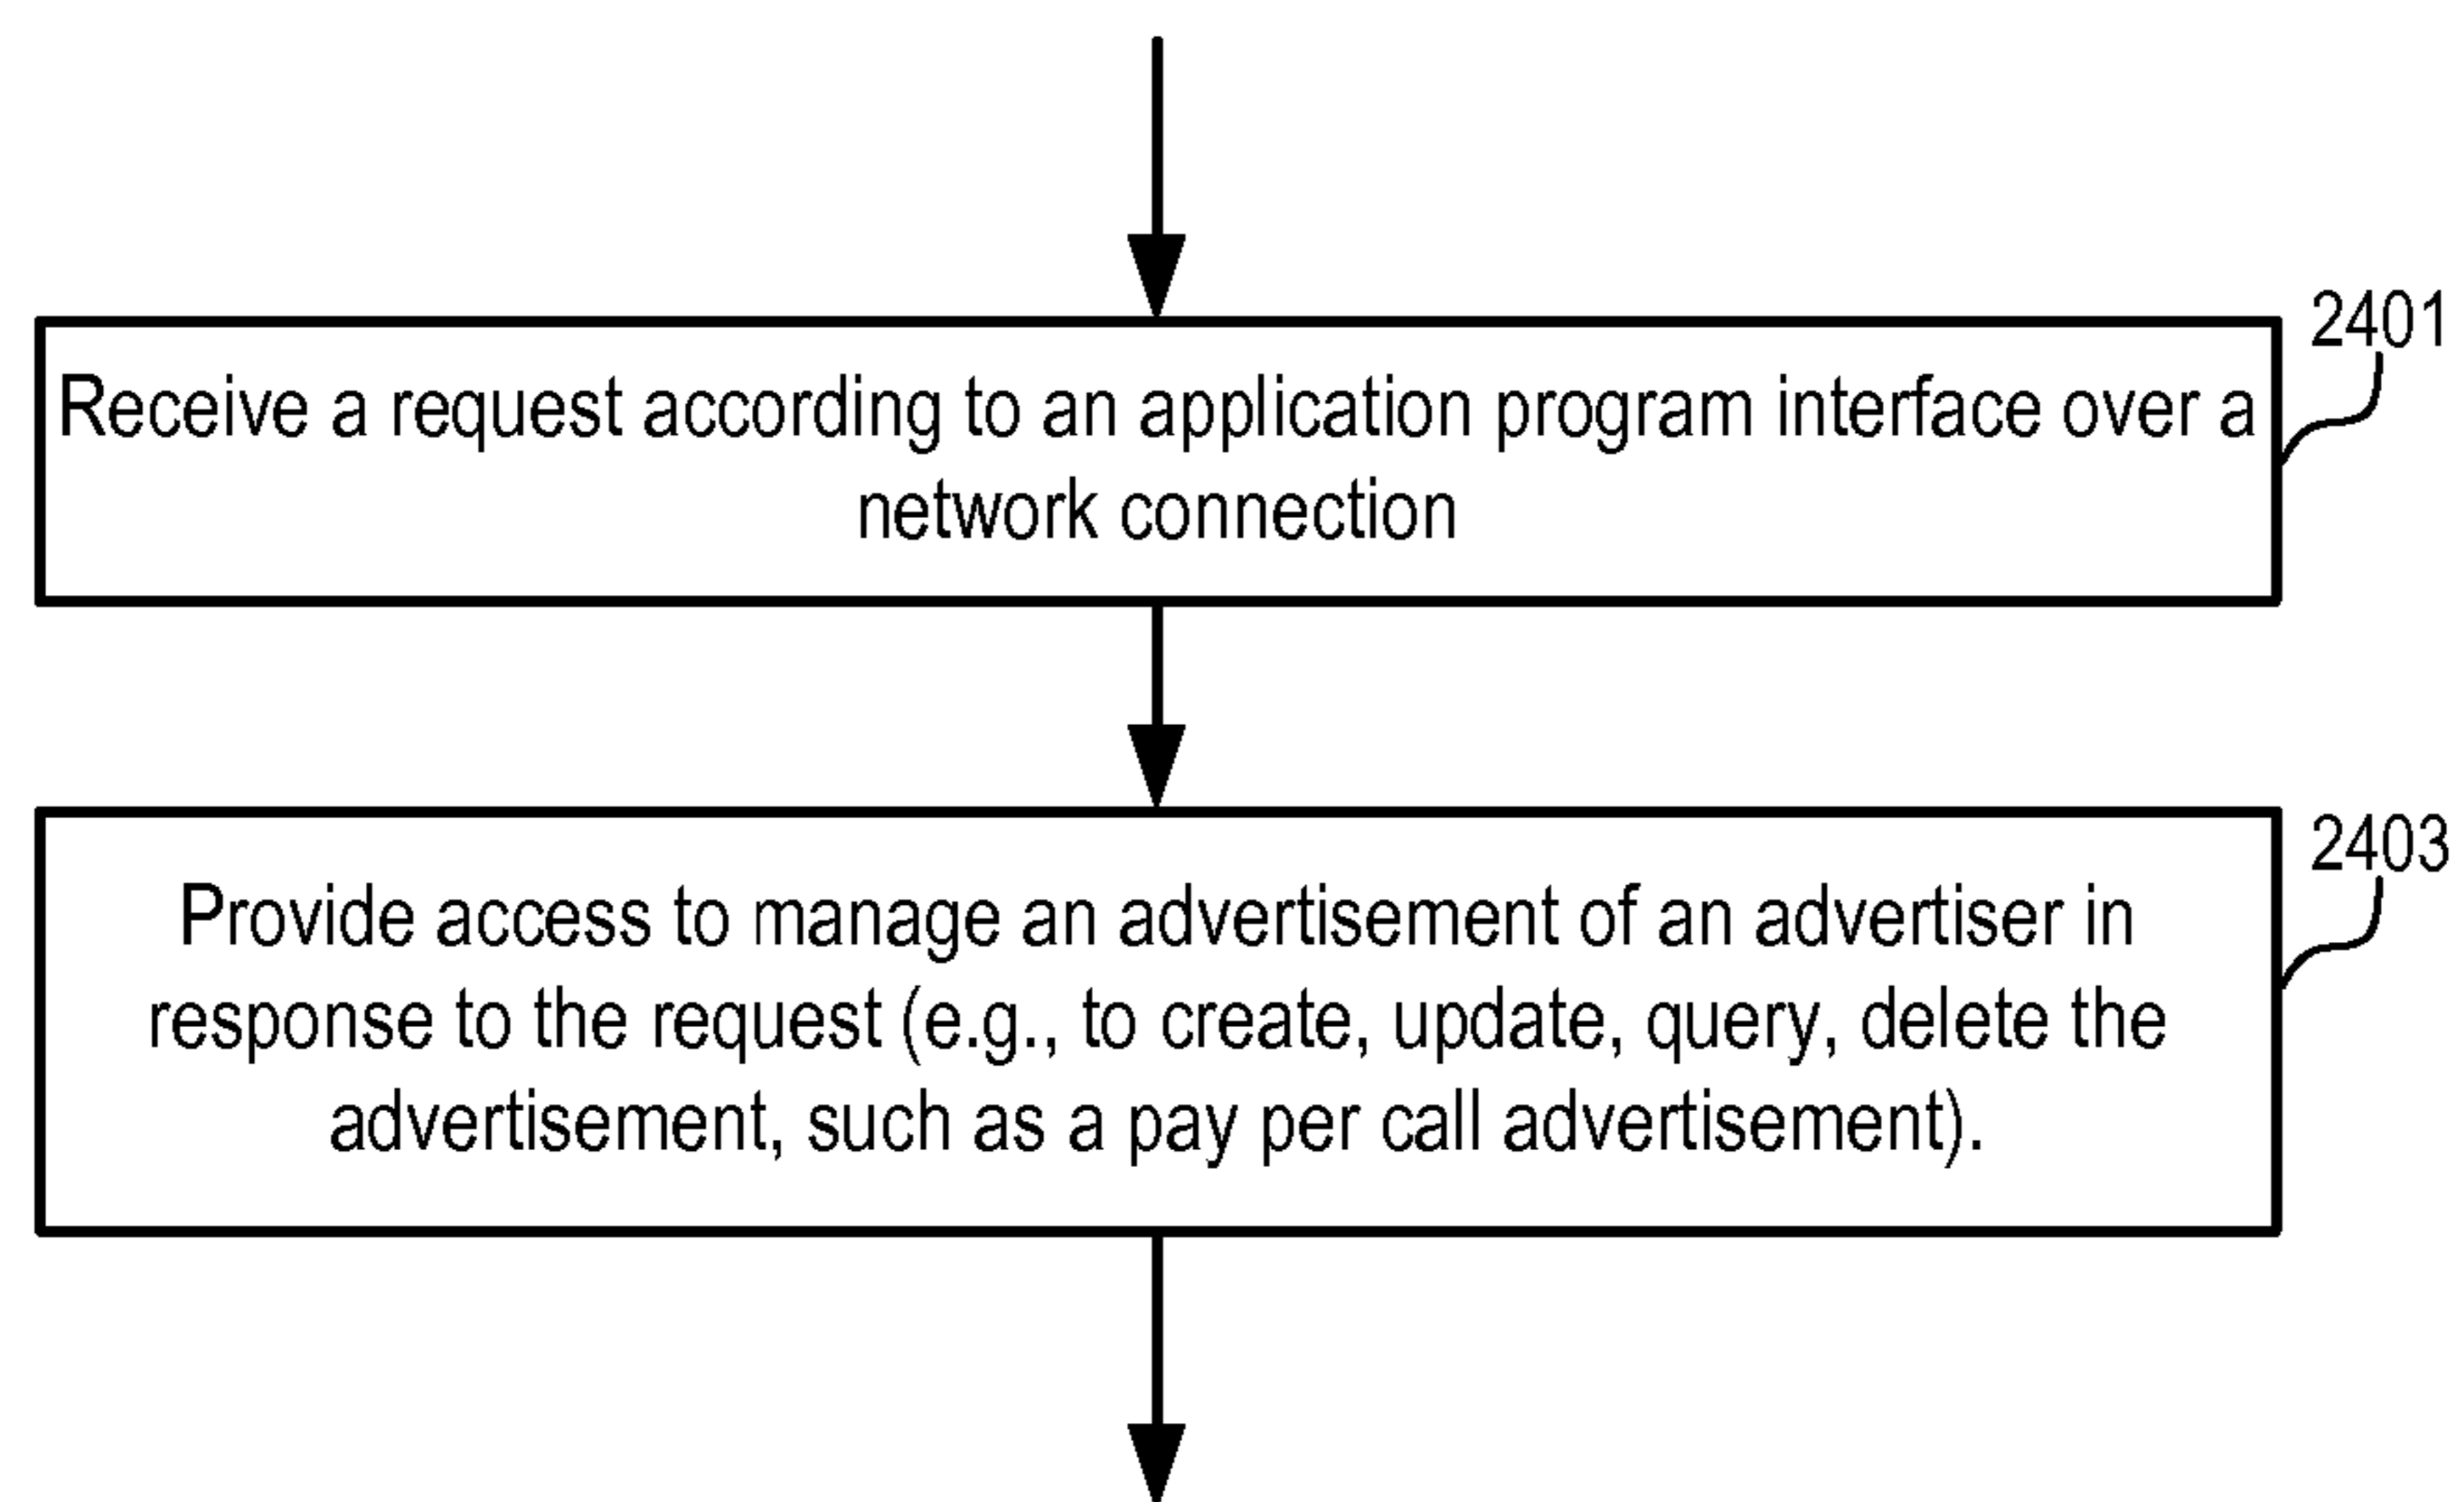 2401
Receive a request according to an application program interface over a
network connection
2403
Provide access to manage an advertisement of an advertiser in
response to the request (e.g., to create, update, query, delete the
advertisement, such as a pay per call advertisement).